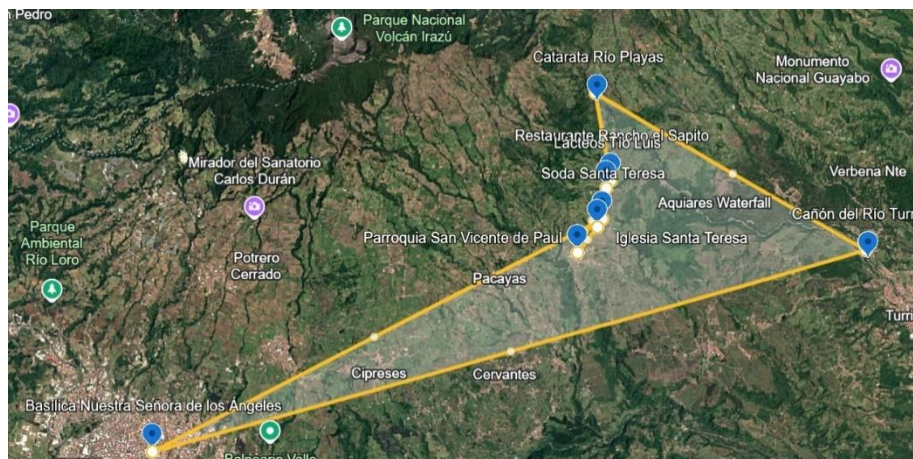 n Pedro
Parque Nacional
Volcán Irazú
Catarata Río Playas
Monumento
Nacional Guayabo
Restaurante Rancho el Sapito
Lácteos Tío Luis
Mirador del Sanatorio
Carlos Durán
Soda Santa Teresa
Verbena Nte
Aquiares Waterfall
Cañón del Río Turri
Parque
Ambiental
Río Loro
Potrero
Cerrado
Parroquia San Vicente de Paul
Iglesia Santa Teresa
Pacayas
Turri
Cipreses
Cervantes
Basílica Nuestra Señora de los Ángeles
Balneario Valle